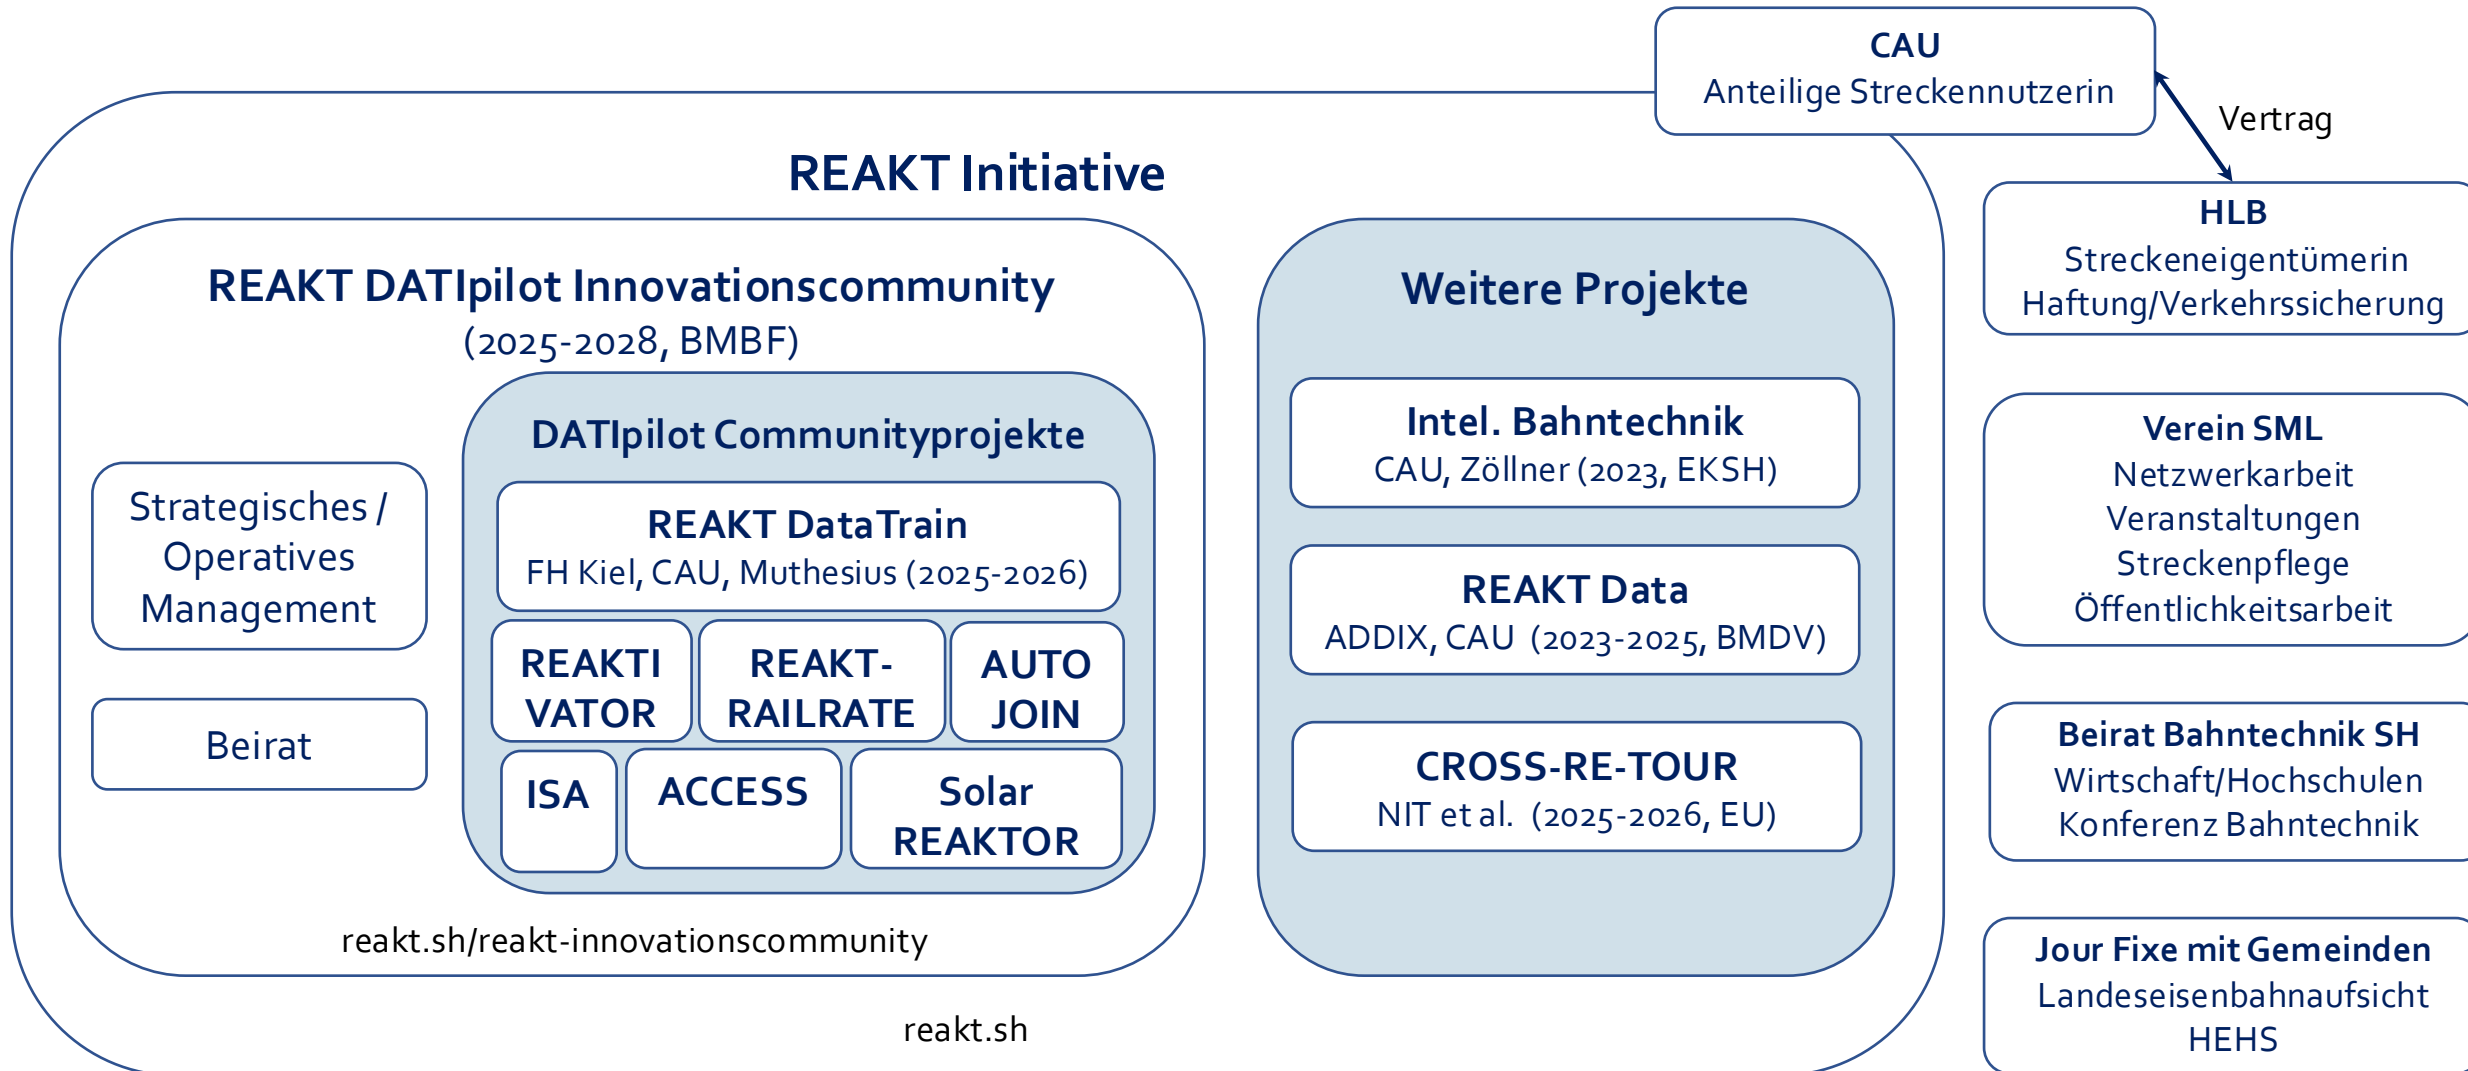 CAU
Anteilige Streckennutzerin
Vertrag
REAKT Initiative
REAKT DATIpilot Innovationscommunity
(2025-2028, BMBF)
Strategisches /
Operatives
Management
Beirat
DATIpilot Communityprojekte
REAKT DataTrain
FH Kiel, CAU, Muthesius (2025-2026)
REAKTI
VATOR
REAKT-
RAILRATE
AUTO
JOIN
ISA
ACCESS
Solar
REAKTOR
reakt.sh/reakt-innovationscommunity
Weitere Projekte
Intel. Bahntechnik
CAU, Zöllner (2023, EKSH)
REAKT Data
ADDIX, CAU (2023-2025, BMDV)
CROSS-RE-TOUR
NIT et al. (2025-2026, EU)
reakt.sh
HLB
Streckeneigentümerin
Haftung/Verkehrssicherung
Verein SML
Netzwerkarbeit
Veranstaltungen
Streckenpflege
Öffentlichkeitsarbeit
Beirat Bahntechnik SH
Wirtschaft/Hochschulen
Konferenz Bahntechnik
Jour Fixe mit Gemeinden
Landeseisenbahnaufsicht
HEHS